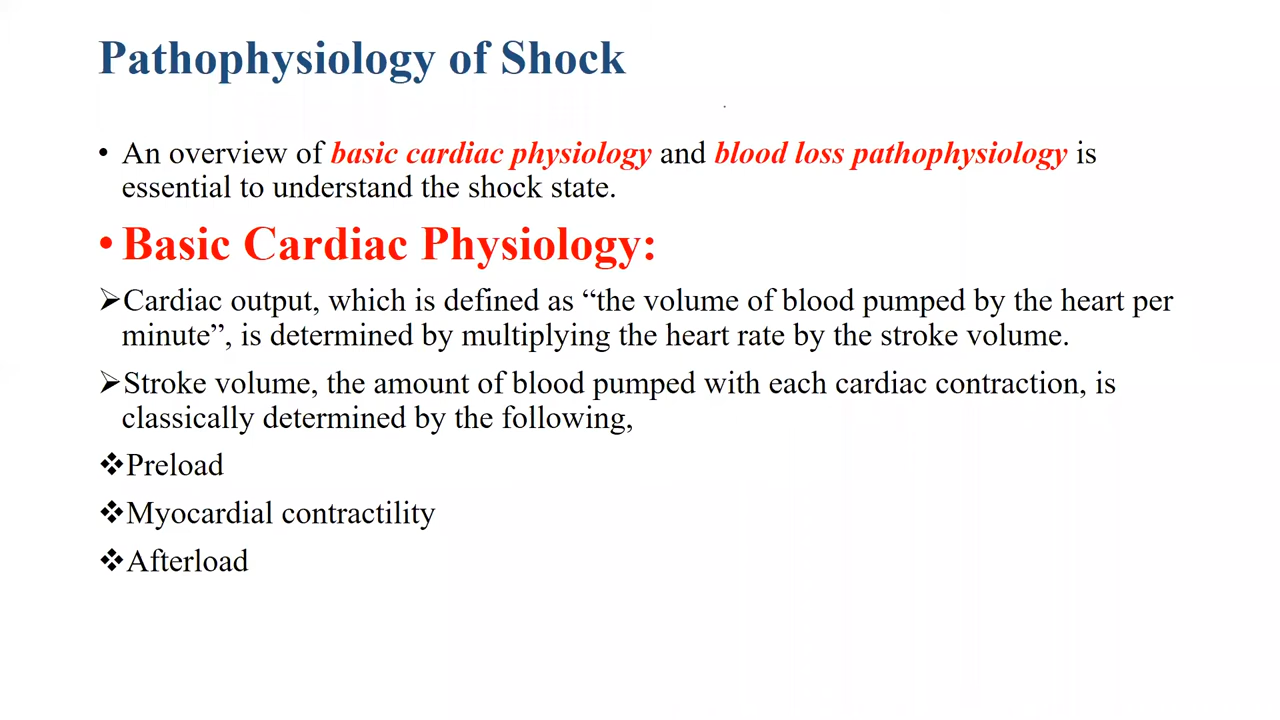 Pathophysiology of Shock
• An overview of basic cardiac physiology and blood loss pathophysiology is
essential to understand the shock state.
• Basic Cardiac Physiology:
➢Cardiac output, which is defined as “the volume of blood pumped by the heart per
minute”, is determined by multiplying the heart rate by the stroke volume.
➢Stroke volume, the amount of blood pumped with each cardiac contraction, is
classically determined by the following,
❖Preload
❖Myocardial contractility
❖Afterload